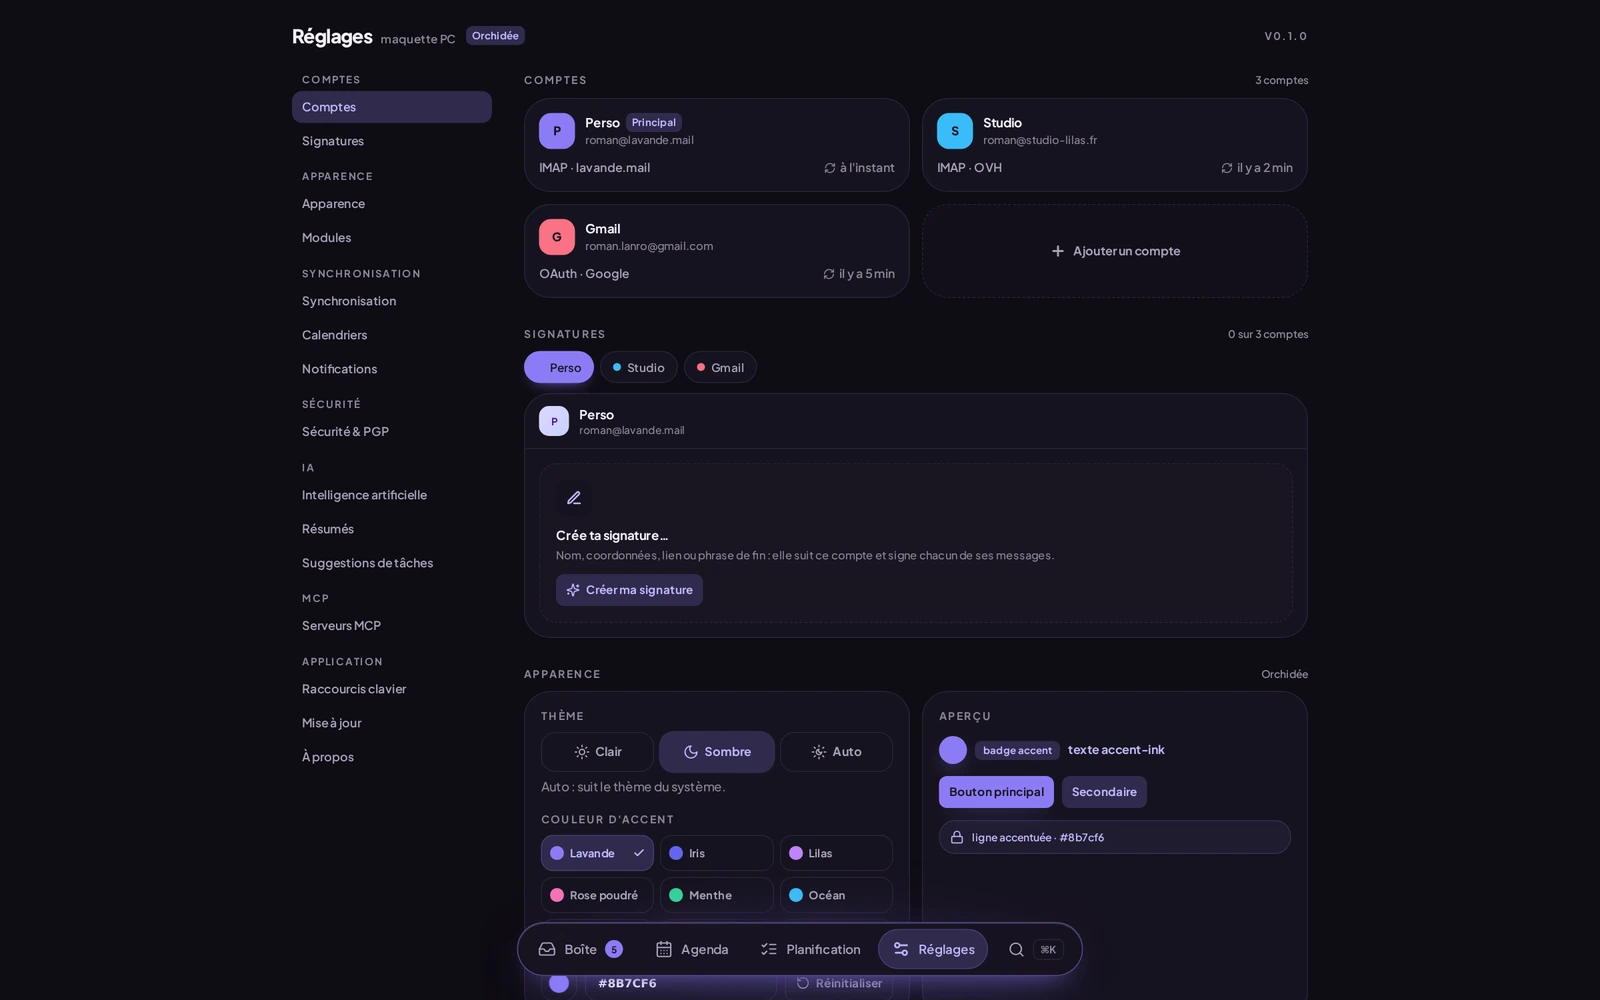 Réglages maquette PC Orchidée
V0.1.0
COMPTES
Comptes
Signatures
APPARENCE
Apparence
Modules
SYNCHRONISATION
Synchronisation
Calendriers
Notifications
SÉCURITÉ
Sécurité & PGP
IA
Intelligence artificielle
Résumés
Suggestions de tâches
MCP
Serveurs MCP
APPLICATION
Raccourcis clavier
Mise à jour
À propos
COMPTES
3 comptes
P
Perso Principal
roman@lavande.mail
IMAP · lavande.mail
à l'instant
S
Studio
roman@studio-lilas.fr
IMAP · OVH
il y a 2 min
G
Gmail
roman.lanro@gmail.com
OAuth · Google
il y a 5 min
Ajouter un compte
SIGNATURES
0 sur 3 comptes
Perso
Studio
Gmail
P
Perso
roman@lavande.mail
Crée ta signature…
Nom, coordonnées, lien ou phrase de fin : elle suit ce compte et signe chacun de ses messages.
Créer ma signature
APPARENCE
Orchidée
THÈME
Clair
Sombre
Auto
Auto : suit le thème du système.
COULEUR D'ACCENT
Lavande
Iris
Lilas
Rose poudré
Menthe
Océan
#8B7CF6
Réinitialiser
APERÇU
badge accent
texte accent-ink
Bouton principal
Secondaire
ligne accentuée · #8b7cf6
Boîte 5
Agenda
Planification
Réglages
⌘K